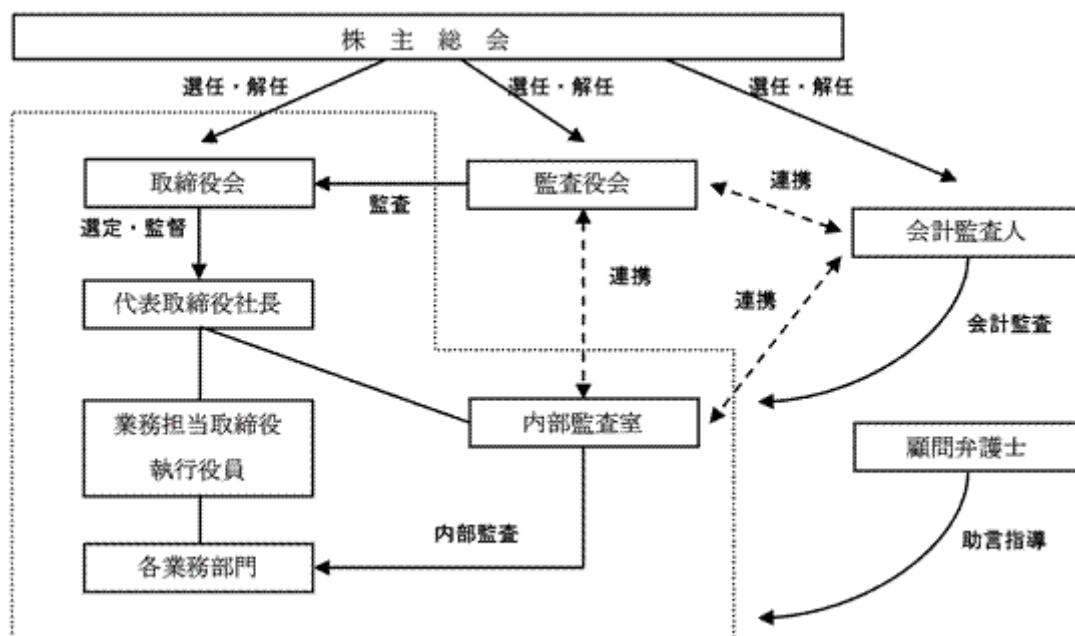 株主総会
選任・解任
選任・解任
選任・解任
取締役会
監査
監査役会
連携
会計監査人
選定・監督
連携
連携
代表取締役社長
会計監査
業務担当取締役
執行役員
内部監査室
顧問弁護士
内部監査
助言指導
各業務部門